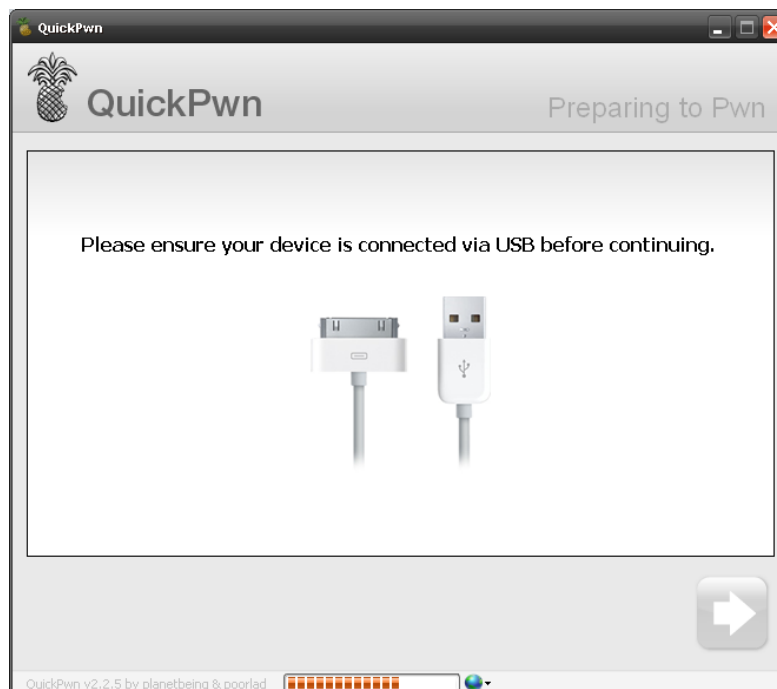 QuickPwn
QuickPwn
Preparing to Pwn
Please ensure your device is connected via USB before continuing.
QuickPwn v2.2.5 by planetbeing & poorlad